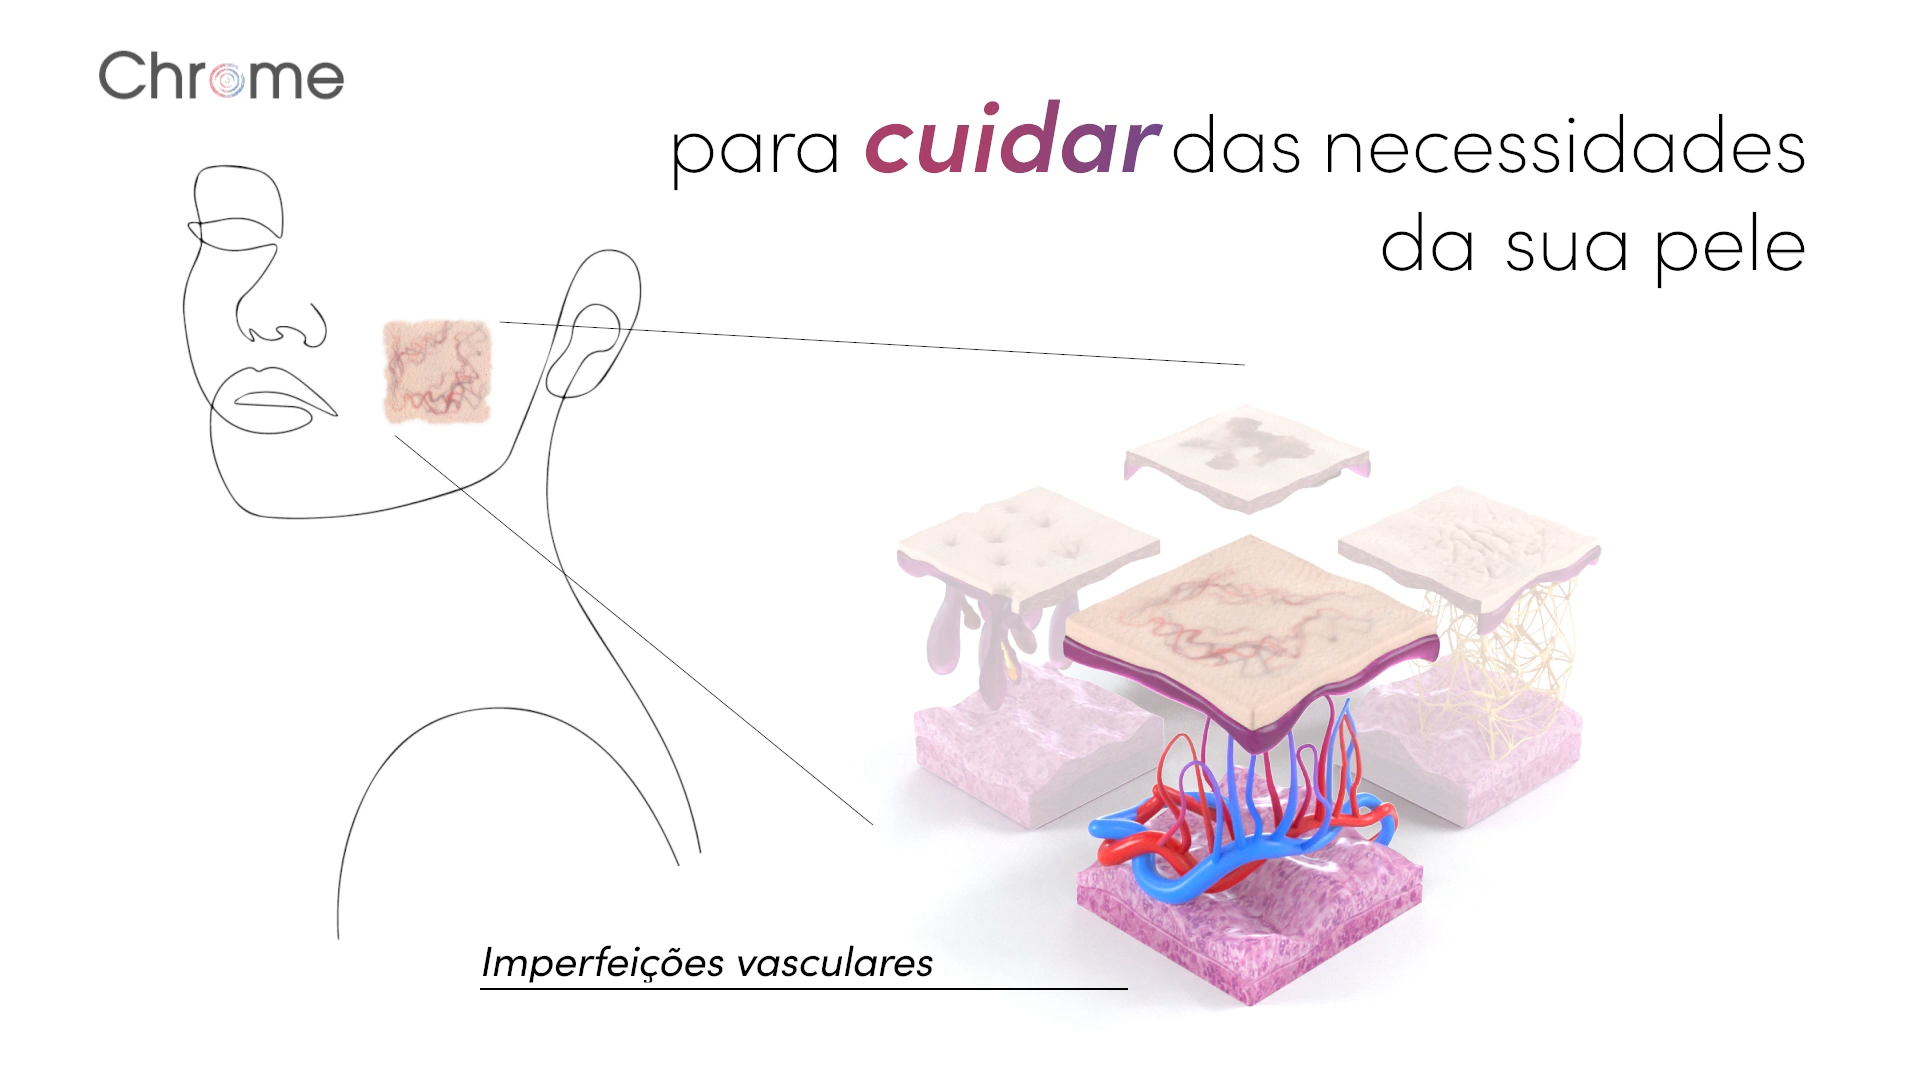 Chrome
para cuidar das necessidades
da sua pele
Imperfeições vasculares